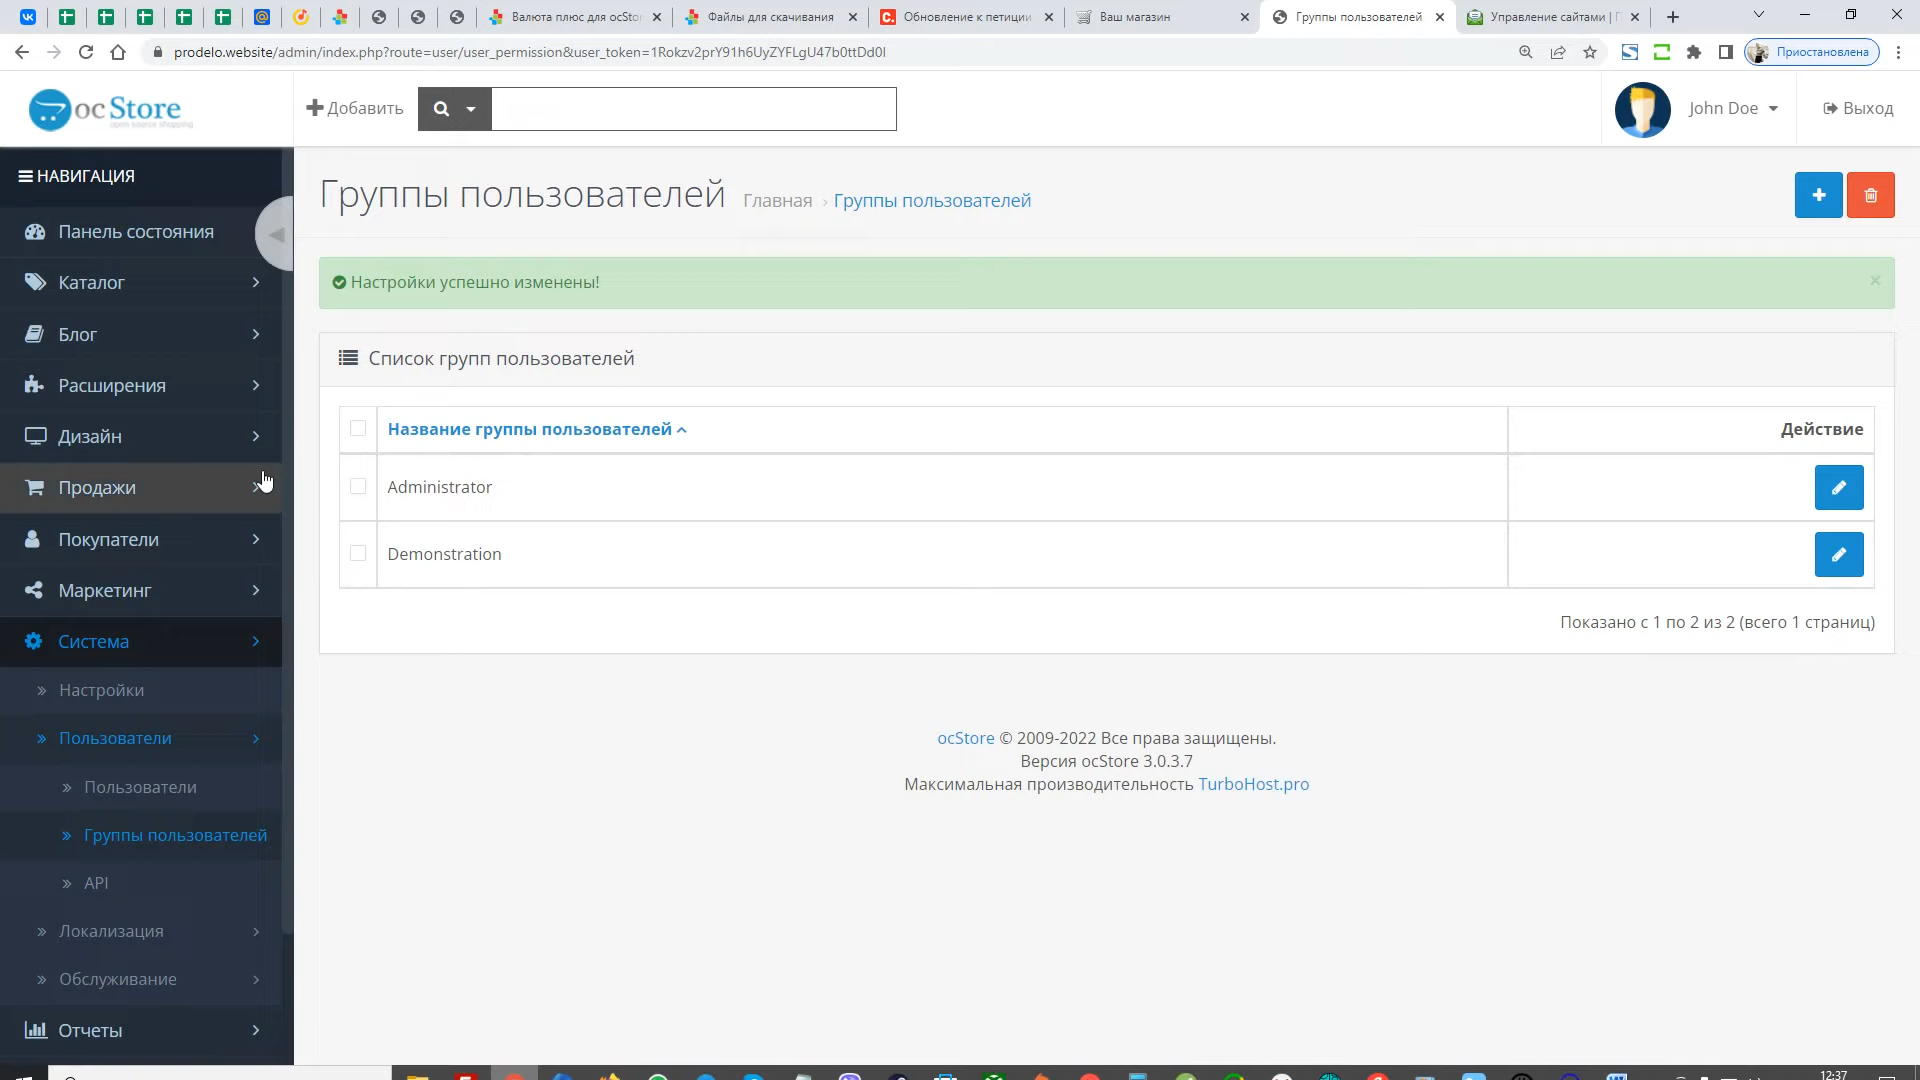 Валюта плюс для ocSto
Файлы для скачивания
Обновление к петиции
Ваш магазин
Группы пользователей
Управление сайтами | Г
prodelo.website/admin/index.php?route=user/user_permission&user_token=1Rokzv2prY91h6UyZYFLgU47b0ttDd0I
Приостановлена
ocStore
open source shopping
Добавить
John Doe
Выход
НАВИГАЦИЯ
Панель состояния
Каталог
Блог
Расширения
Дизайн
Продажи
Покупатели
Маркетинг
Система
Настройки
Пользователи
Пользователи
Группы пользователей
API
Локализация
Обслуживание
Отчеты
Группы пользователей
Главная › Группы пользователей
Настройки успешно изменены!
Список групп пользователей
Название группы пользователей
Действие
Administrator
Demonstration
Показано с 1 по 2 из 2 (всего 1 страниц)
ocStore © 2009-2022 Все права защищены.
Версия ocStore 3.0.3.7
Максимальная производительность TurboHost.pro
12:37